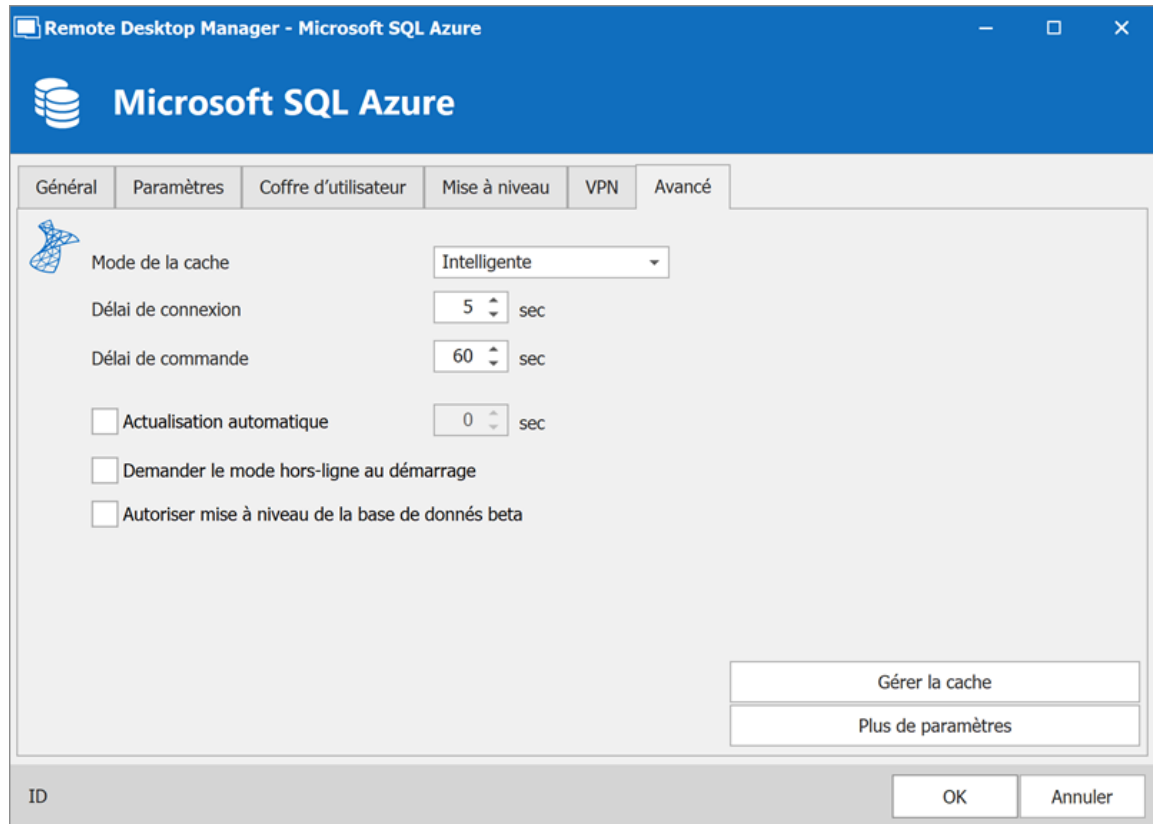 Remote Desktop Manager - Microsoft SQL Azure
Microsoft SQL Azure
Général Paramètres Coffre d'utilisateur Mise à niveau VPN Avancé
Mode de la cache Intelligente
Délai de connexion 5 sec
Délai de commande 60 sec
Actualisation automatique 0 sec
Demander le mode hors-ligne au démarrage
Autoriser mise à niveau de la base de donnés beta
Gérer la cache
Plus de paramètres
ID OK Annuler